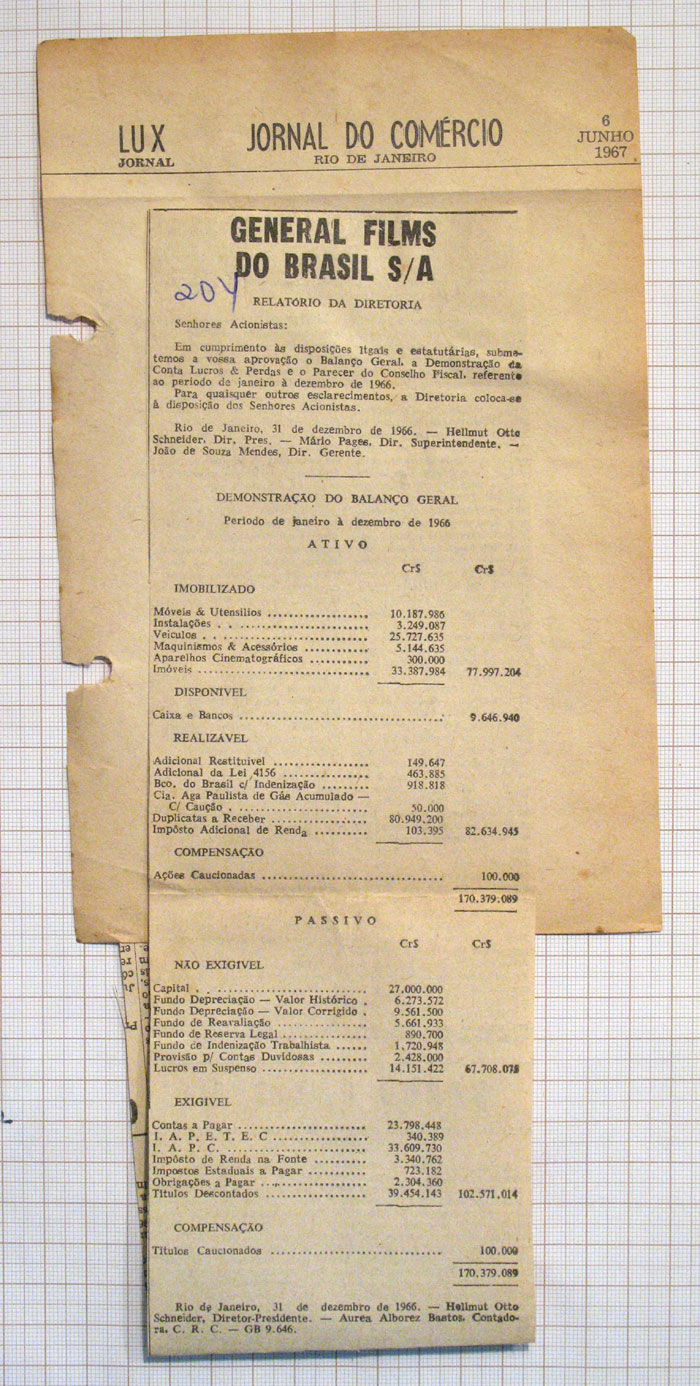 LUX JORNAL
JORNAL DO COMÉRCIO
RIO DE JANEIRO
6 JUNHO 1967
GENERAL FILMS
DO BRASIL S/A
204
RELATÓRIO DA DIRETORIA
Senhores Acionistas:
Em cumprimento às disposições ltgais e estatutárias, subme-
temos a vossa aprovação o Balanço Geral, a Demonstração da
Conta Lucros & Perdas e o Parecer do Conselho Fiscal, referente
ao período de janeiro à dezembro de 1966.
Para quaisquer outros esclarecimentos, a Diretoria coloca-se
à disposição dos Senhores Acionistas.
Rio de Janeiro, 31 de dezembro de 1966. — Hellmut Otto
Schneider, Dir. Pres. — Mário Pages, Dir. Superintendente. —
João de Souza Mendes, Dir. Gerente.
DEMONSTRAÇÃO DO BALANÇO GERAL
Período de janeiro à dezembro de 1966
ATIVO
Cr$ Cr$
IMOBILIZADO
Móveis & Utensílios .................. 10.187.986
Instalações . . ........................... 3.249.087
Veículos . . .............................. 25.727.635
Maquinismos & Acessórios ........... 5.144.635
Aparelhos Cinematográficos ........... 300.000
Imóveis ................................... 33.387.984 77.997.204
DISPONÍVEL
Caixa e Bancos ......................................... 9.646.940
REALIZÁVEL
Adicional Restituível ................. 149.647
Adicional da Lei 4156 ............... 463.885
Bco. do Brasil c/ Indenização ......... 918.818
Cia. Aga Paulista de Gás Acumulado —
C/ Caução . ........................ 50.000
Duplicatas a Receber ................. 80.949.200
Impôsto Adicional de Renda .......... 103.395 82.634.945
COMPENSAÇÃO
Ações Caucionadas ................................ 100.000
170.379.089
PASSIVO
Cr$ Cr$
NÃO EXIGÍVEL
Capital . . ............................... 27.000.000
Fundo Depreciação — Valor Histórico . 6.273.572
Fundo Depreciação — Valor Corrigido . 9.561.500
Fundo de Reavaliação ................ 5.661.933
Fundo de Reserva Legal ............... 890.700
Fundo de Indenização Trabalhista ...... 1.720.948
Provisão p/ Contas Duvidosas ......... 2.428.000
Lucros em Suspenso ................... 14.151.422 67.708.075
EXIGÍVEL
Contas a Pagar ....................... 23.798.448
I. A. P. E. T. E. C ................. 340.389
I. A. P. C. ......................... 33.609.730
Impôsto de Renda na Fonte .......... 3.340.762
Impostos Estaduais a Pagar ........... 723.182
Obrigações a Pagar ................... 2.304.360
Títulos Descontados .................. 39.454.143 102.571.014
COMPENSAÇÃO
Títulos Caucionados ............................... 100.000
170.379.089
Rio de Janeiro, 31 de dezembro de 1966. — Hellmut Otto
Schneider, Diretor-Presidente. — Aurea Alborez Bastos, Contado-
ra, C. R. C. — GB 9.646.